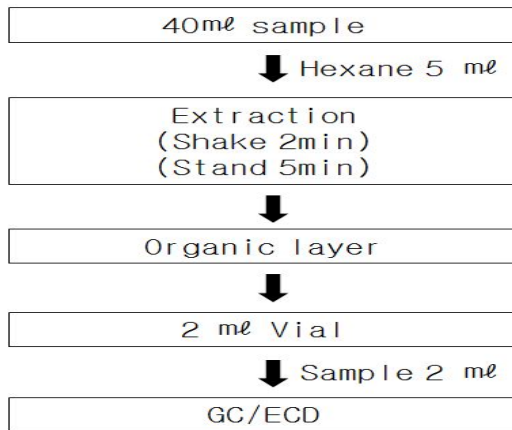 40㎖ sample
Hexane 5 ㎖
Extraction
(Shake 2min)
(Stand 5min)
Organic layer
2 ㎖ Vial
Sample 2 ㎖
GC/ECD